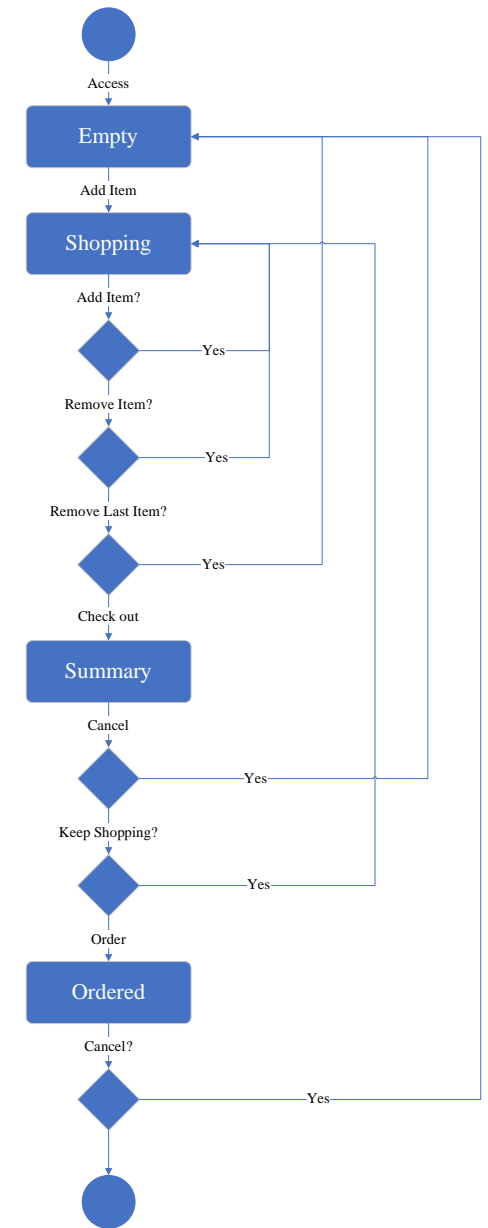 Access
Empty
Add Item
Shopping
Add Item?
Yes
Remove Item?
Yes
Remove Last Item?
Yes
Check out
Summary
Cancel
Yes
Keep Shopping?
Yes
Order
Ordered
Cancel?
Yes